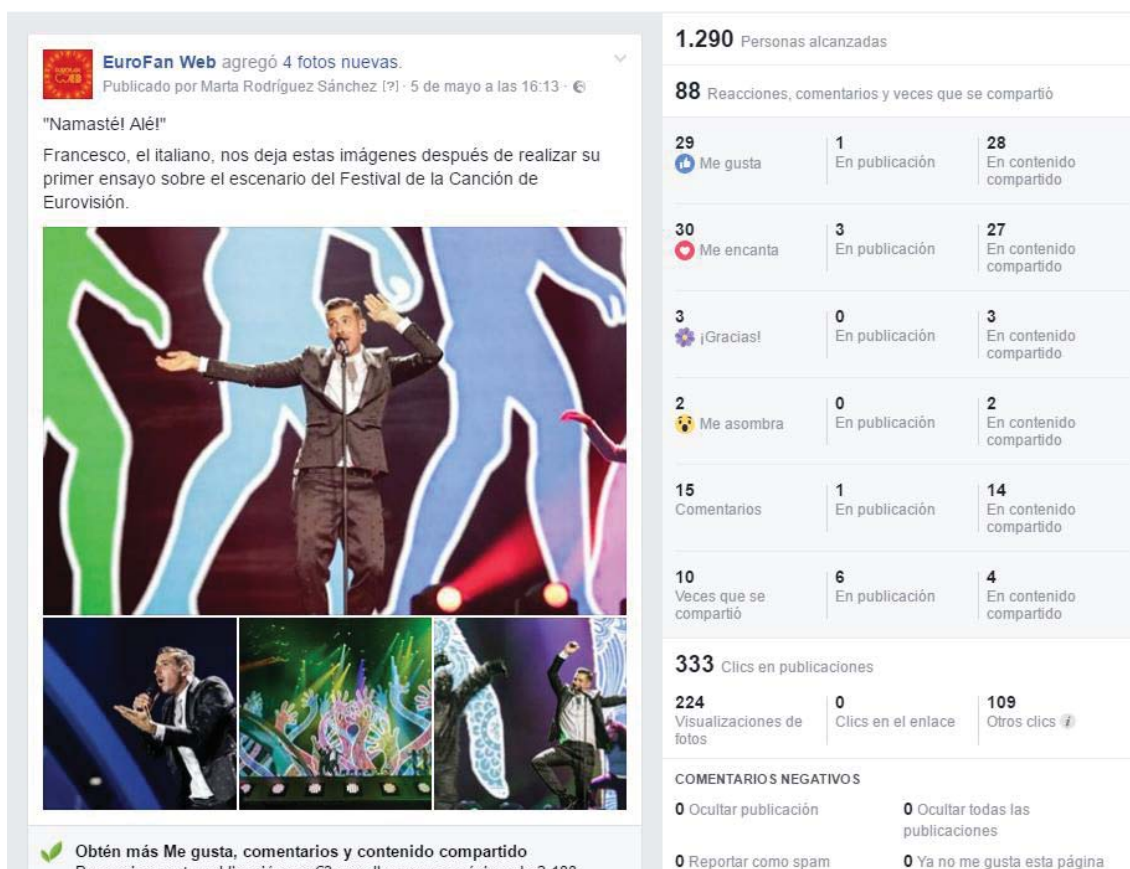 EuroFan Web agregó 4 fotos nuevas.
Publicado por Marta Rodríguez Sánchez [?] · 5 de mayo a las 16:13 ·
"Namasté! Alé!"
Francesco, el italiano, nos deja estas imágenes después de realizar su
primer ensayo sobre el escenario del Festival de la Canción de
Eurovisión.
Obtén más Me gusta, comentarios y contenido compartido
1.290 Personas alcanzadas
88 Reacciones, comentarios y veces que se compartió
29
Me gusta
1
En publicación
28
En contenido
compartido
30
Me encanta
3
En publicación
27
En contenido
compartido
3
¡Gracias!
0
En publicación
3
En contenido
compartido
2
Me asombra
0
En publicación
2
En contenido
compartido
15
Comentarios
1
En publicación
14
En contenido
compartido
10
Veces que se
compartió
6
En publicación
4
En contenido
compartido
333 Clics en publicaciones
224
Visualizaciones de
fotos
0
Clics en el enlace
109
Otros clics i
COMENTARIOS NEGATIVOS
0 Ocultar publicación
0 Ocultar todas las
publicaciones
0 Reportar como spam
0 Ya no me gusta esta página